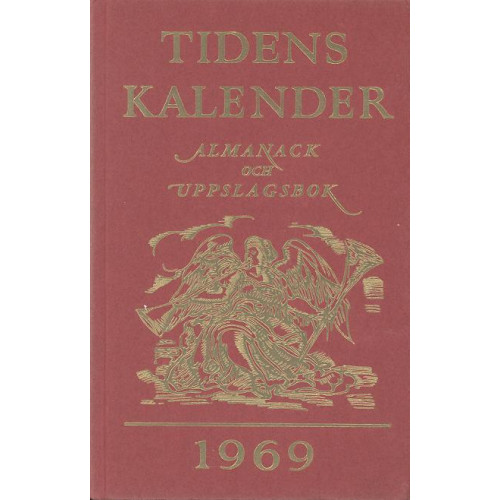 TIDENS
KALENDER
ALMANACK
OCH
UPPSLAGSBOK
1969